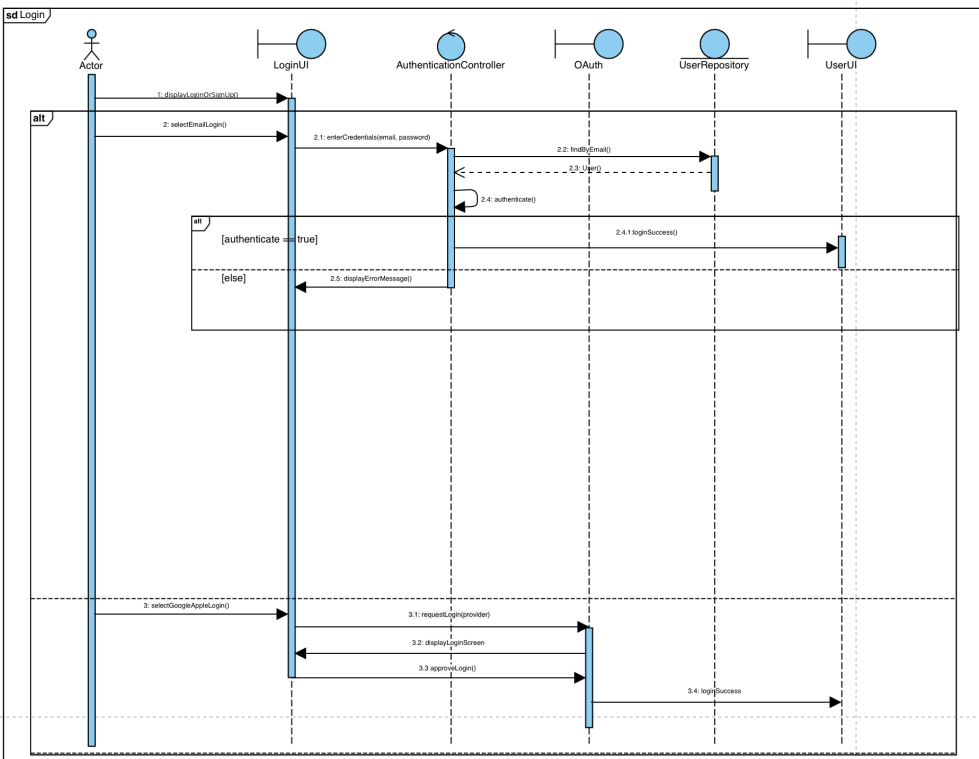 sd Login
Actor
LoginUI
AuthenticationController
OAuth
UserRepository
UserUI
1: displayLoginOrSignUp()
alt
2: selectEmailLogin()
2.1: enterCredentials(email, password)
2.2: findByEmail()
2.3: User()
2.4: authenticate()
alt
[authenticate == true]
2.4.1:loginSuccess()
[else]
2.5: displayErrorMessage()
3: selectGoogleAppleLogin()
3.1: requestLogin(provider)
3.2: displayLoginScreen
3.3 approveLogin()
3.4: loginSuccess